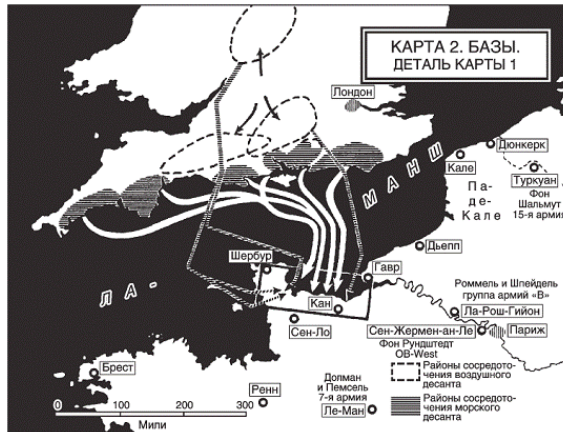 КАРТА 2. БАЗЫ.
ДЕТАЛЬ КАРТЫ 1
Лондон
Дюнкерк
Кале
Туркуан
Фон
Шальмут
15-я армия
Па-
де-
Кале
ЛА-
МАНШ
Дьепп
Шербур
Гавр
Кан
Сен-Ло
Роммель и Шпейдель
группа армий «В»
Ла-Рош-Гийон
Сен-Жермен-ан-Ле
Париж
Фон Рундштедт
OB-West
Брест
Ренн
Долман
и Пемсель
7-я армия
Ле-Ман
Районы сосредото-
чения воздушного
десанта
Районы сосредото-
чения морского
десанта
0 100 200 300
Мили